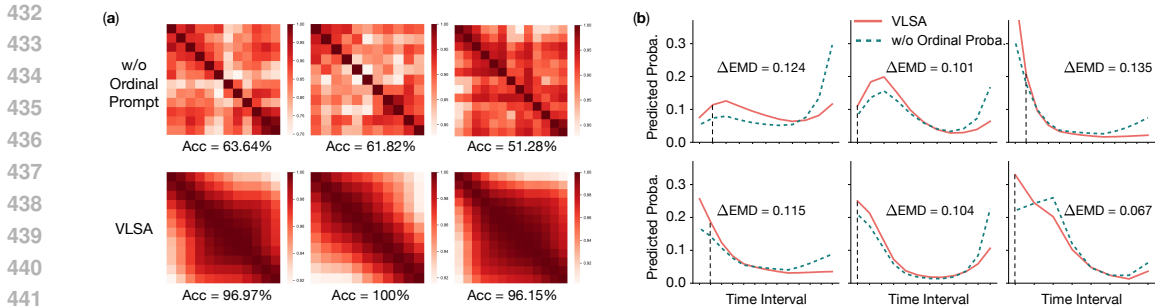 432
433
434
435
436
437
438
439
440
441
(a)
w/o
Ordinal
Prompt
Acc = 63.64%
Acc = 61.82%
Acc = 51.28%
VLSA
Acc = 96.97%
Acc = 100%
Acc = 96.15%
(b)
VLSA
w/o Ordinal Proba.
Predicted Proba.
0.3
0.2
0.1
0.0
ΔEMD = 0.124
ΔEMD = 0.101
ΔEMD = 0.135
Predicted Proba.
0.3
0.2
0.1
0.0
ΔEMD = 0.115
ΔEMD = 0.104
ΔEMD = 0.067
Time Interval
Time Interval
Time Interval